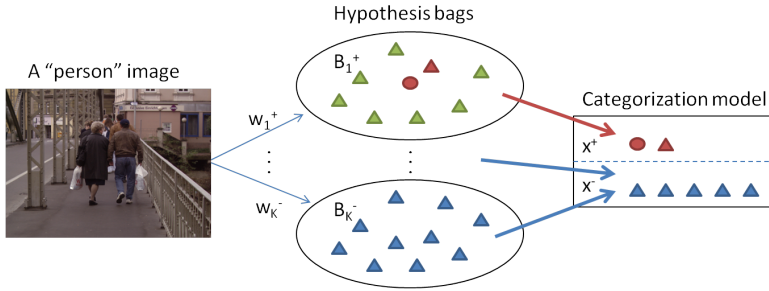 Hypothesis bags
A “person” image
B₁⁺
w₁⁺
⋮
⋮
wK⁻
BK⁻
Categorization model
x⁺
x⁻